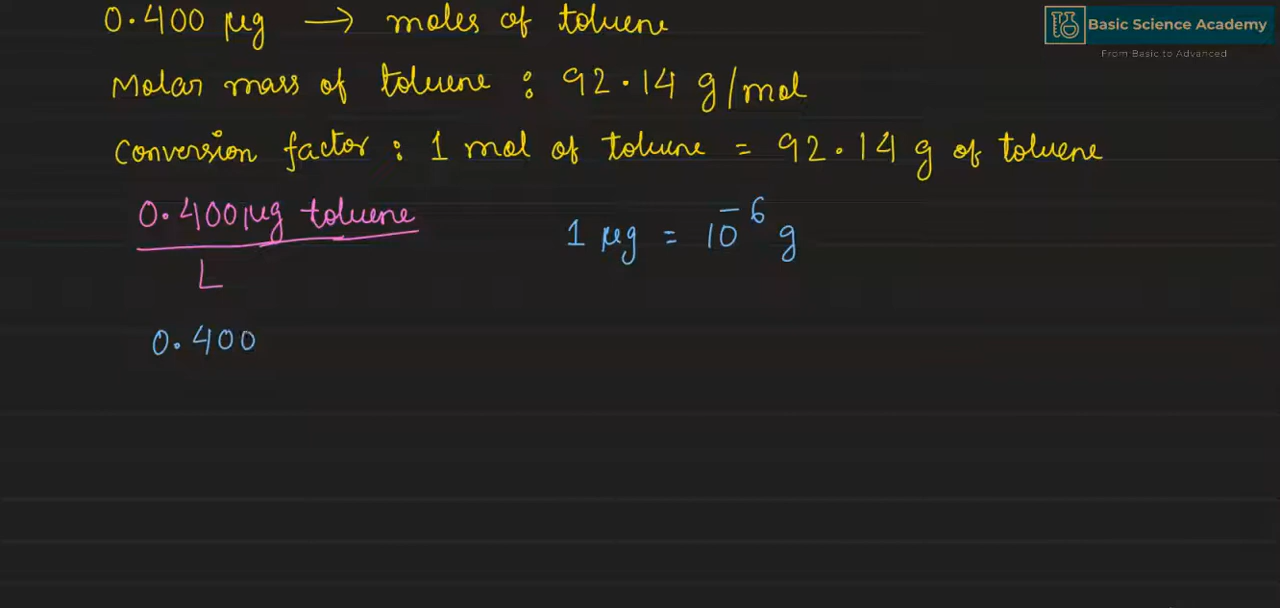 0.400 μg → moles of toluene
Basic Science Academy
From Basic to Advanced
Molar mass of toluene : 92.14 g/mol
Conversion factor : 1 mol of toluene = 92.14 g of toluene
0.400 μg toluene
L
1 μg = 10⁻⁶ g
0.400